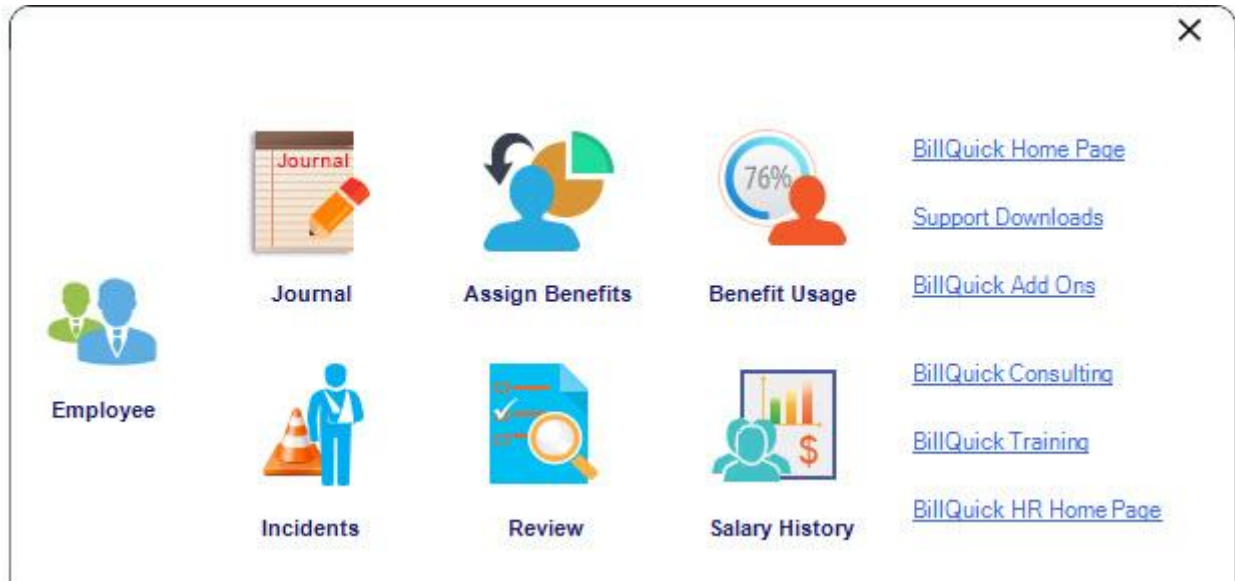 Journal
76%
BillQuick Home Page
Support Downloads
Journal
Assign Benefits
Benefit Usage
BillQuick Add Ons
BillQuick Consulting
Employee
$
BillQuick Training
Incidents
Review
Salary History
BillQuick HR Home Page